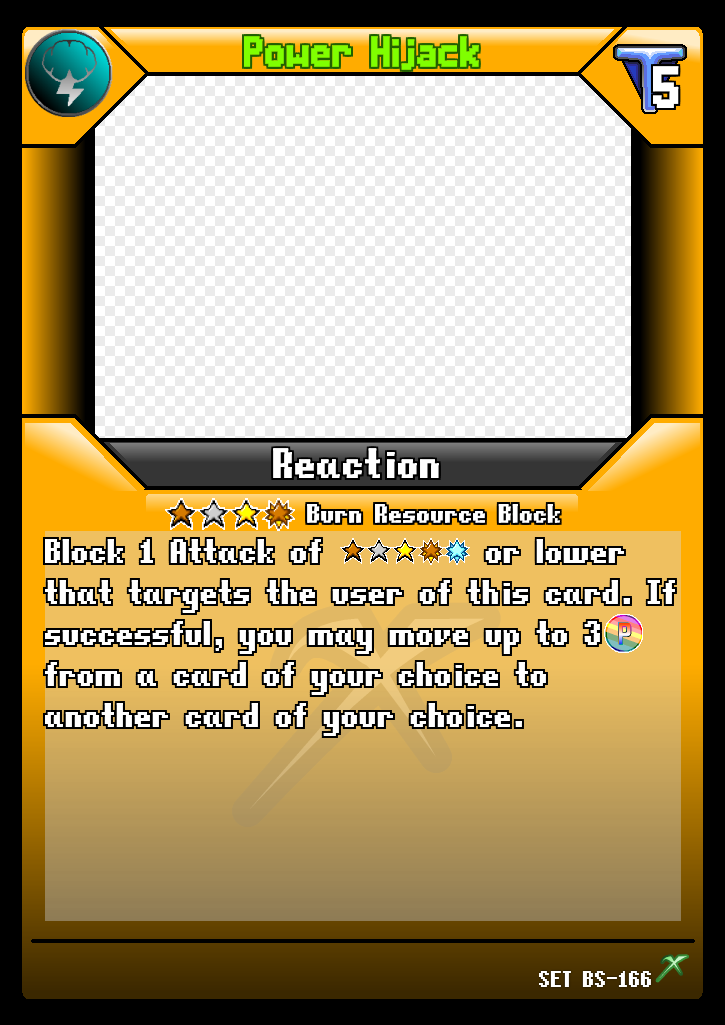 Power Hijack
T5
Reaction
Burn Resource Block
Block 1 Attack of or lower
that targets the user of this card. If
successful, you may move up to 3 P
from a card of your choice to
another card of your choice.
SET BS-166